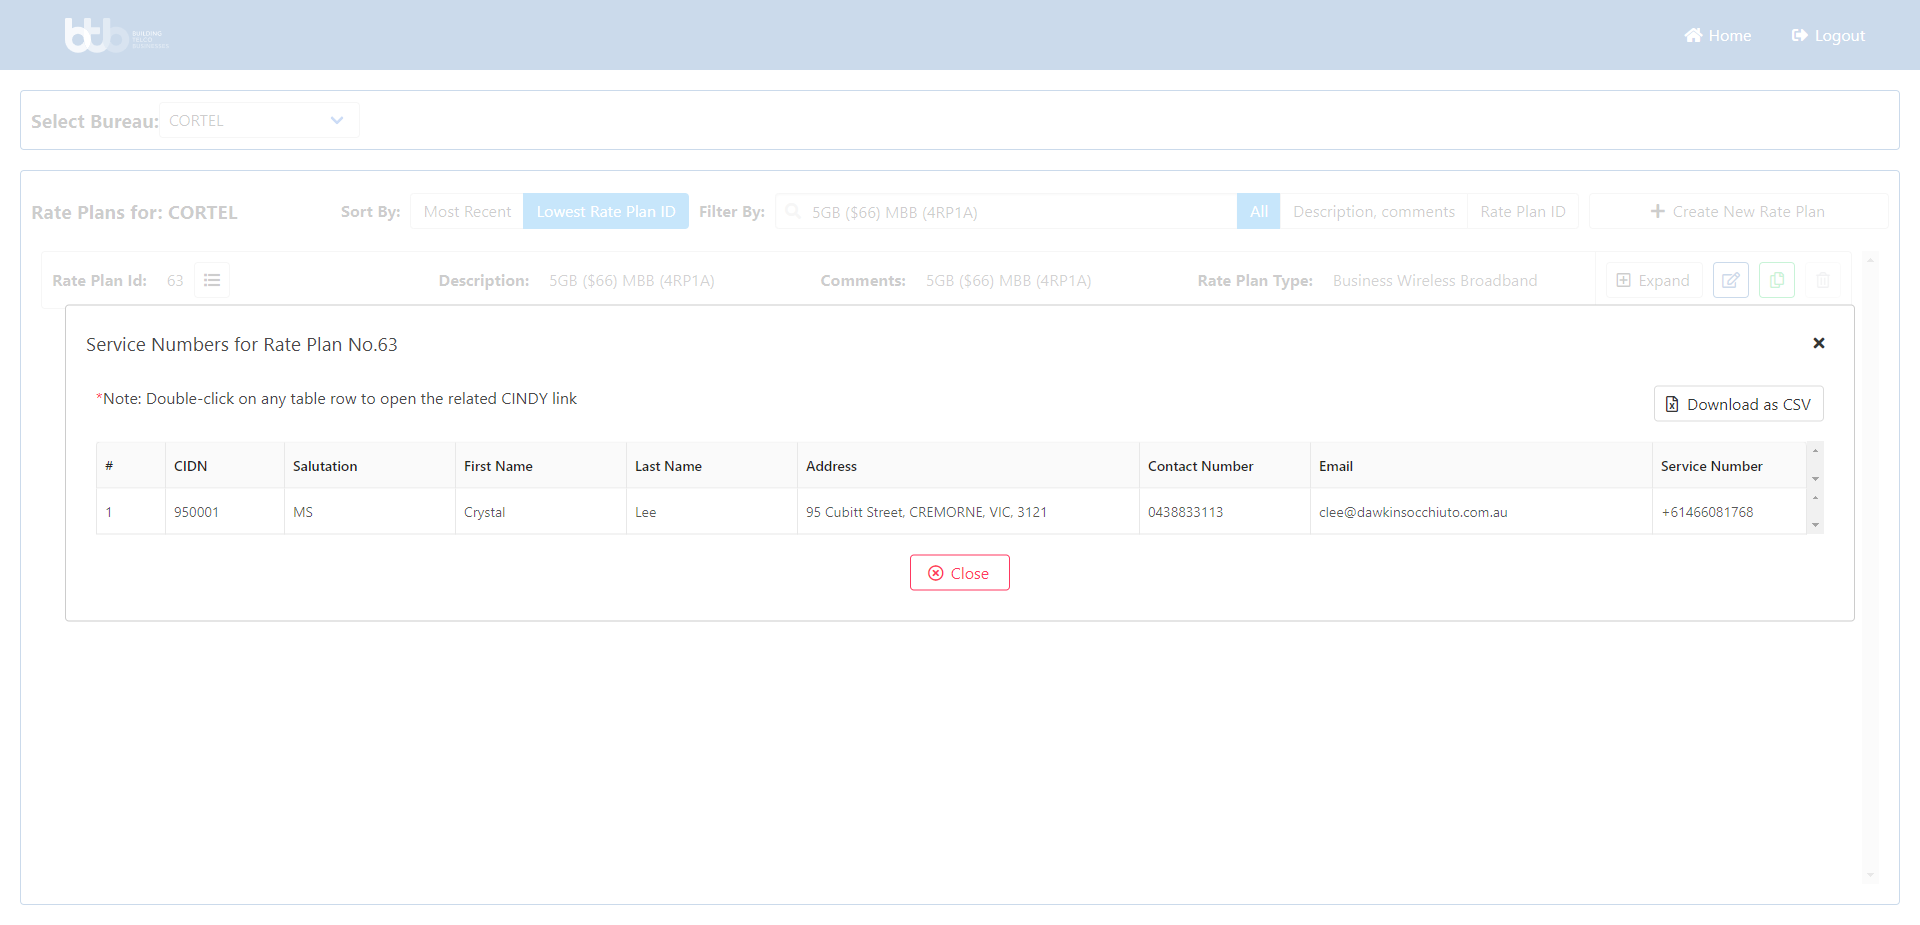 btb BUILDING TELCO BUSINESSES
Home Logout
Select Bureau: CORTEL
Rate Plans for: CORTEL Sort By: Most Recent Lowest Rate Plan ID Filter By: 5GB ($66) MBB (4RP1A) All Description, comments Rate Plan ID Create New Rate Plan
Rate Plan Id: 63 Description: 5GB ($66) MBB (4RP1A) Comments: 5GB ($66) MBB (4RP1A) Rate Plan Type: Business Wireless Broadband Expand
Service Numbers for Rate Plan No.63
*Note: Double-click on any table row to open the related CINDY link
Download as CSV
# CIDN Salutation First Name Last Name Address Contact Number Email Service Number
1 950001 MS Crystal Lee 95 Cubitt Street, CREMORNE, VIC, 3121 0438833113 clee@dawkinsocchiuto.com.au +61466081768
Close